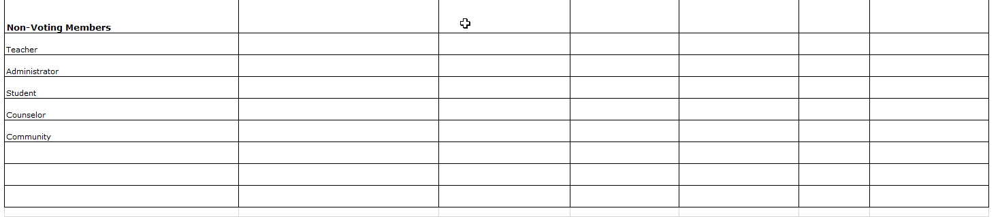 Non-Voting Members
Teacher
Administrator
Student
Counselor
Community